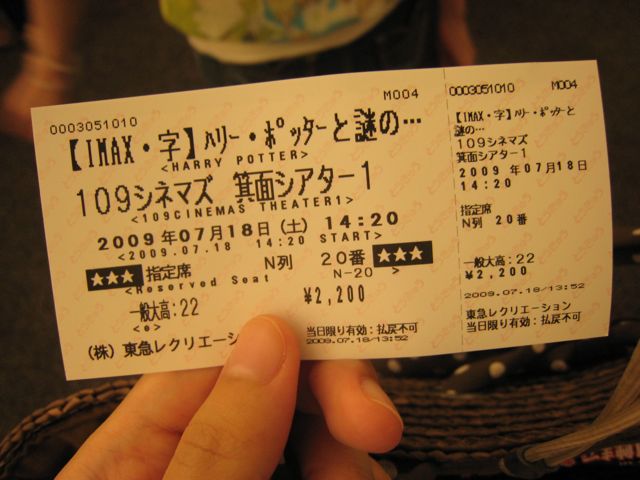 0003051010 M004
【IMAX・字】ﾊﾘｰ・ﾎﾟｯﾀｰと謎の…
<HARRY POTTER>
109シネマズ 箕面シアター1
<109CINEMAS THEATER1>
2009年07月18日(土) 14:20
<2009.07.18 14:20 START>
★★★ 指定席 N列 20番 ★★★
<Reserved Seat N-20 >
一般大高:22 ¥2,200
<e>
(株)東急レクリエーシ
当日限り有効:払戻不可
2009.07.18/13:52
0003051010 M004
【IMAX・字】ﾊﾘｰ・ﾎﾟｯﾀｰと
謎の…
109シネマズ
箕面シアター1
2009年07月18日
14:20
指定席
N列 20番
一般大高:22
¥2,200
2009.07.18/13:52
東急レクリエーション
当日限り有効:払戻不可